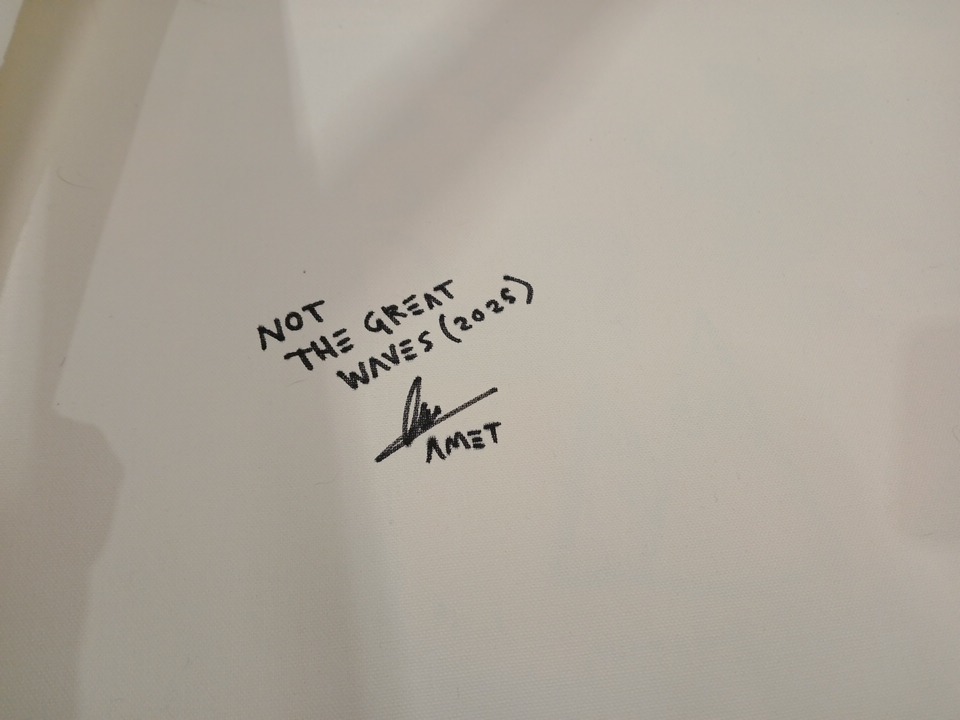 NOT
THE GREAT
WAVES (2025)
AMET